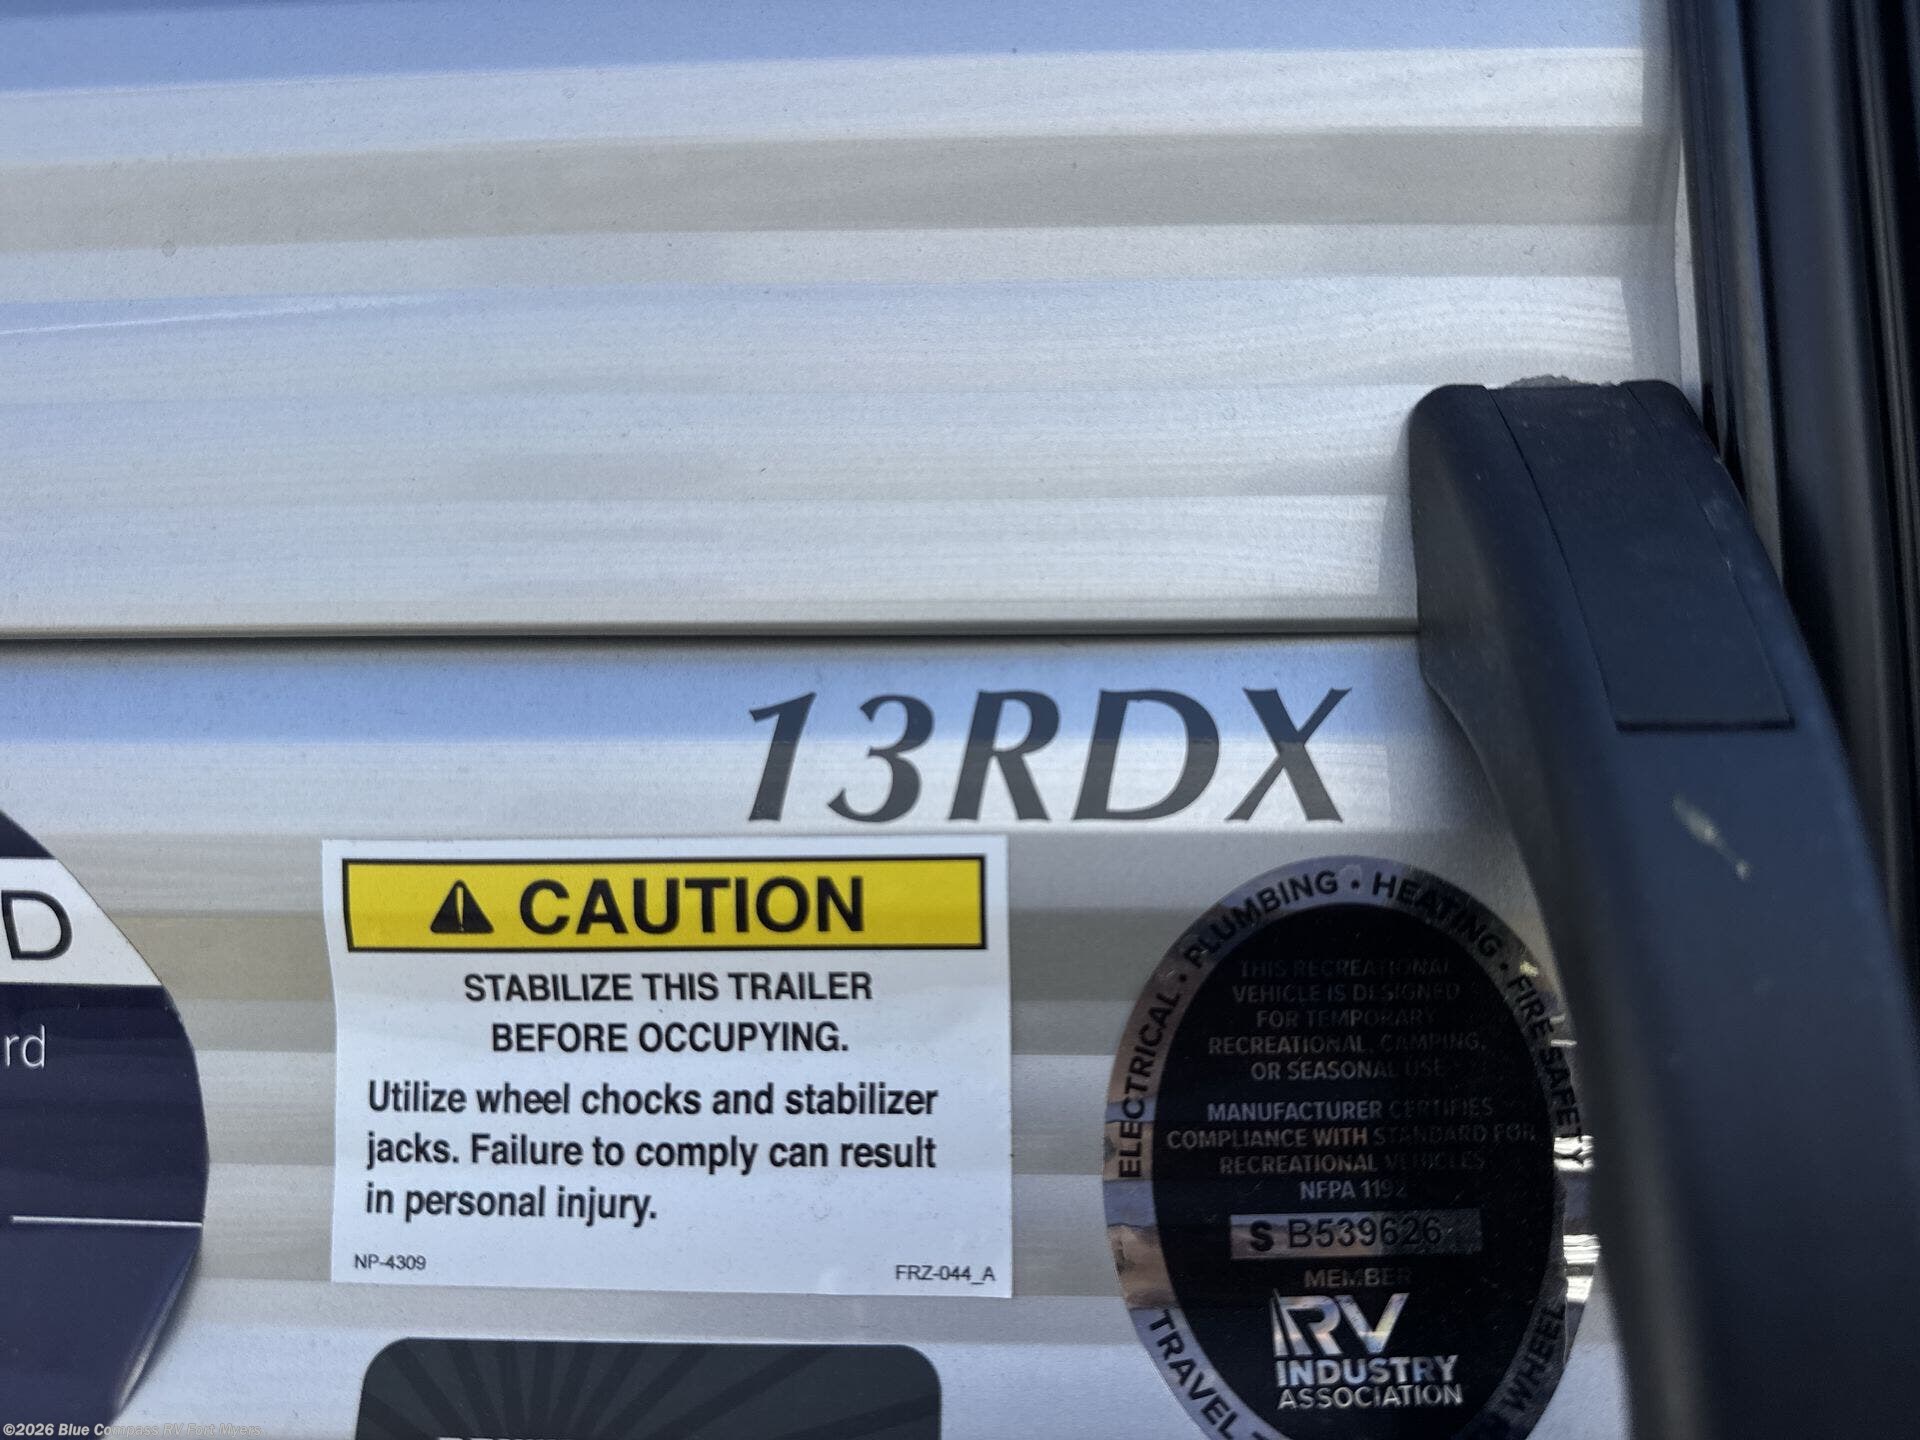 13RDX
CAUTION
STABILIZE THIS TRAILER
BEFORE OCCUPYING.
Utilize wheel chocks and stabilizer
jacks. Failure to comply can result
in personal injury.
NP-4309
FRZ-044_A
D
rd
ELECTRICAL • PLUMBING • HEATING • FIRE SAFETY
THIS RECREATIONAL
VEHICLE IS DESIGNED
FOR TEMPORARY
RECREATIONAL, CAMPING,
OR SEASONAL USE
MANUFACTURER CERTIFIES
COMPLIANCE WITH STANDARD FOR
RECREATIONAL VEHICLES
NFPA 1192
S B539626
MEMBER
RV
INDUSTRY
ASSOCIATION
TRAVEL
WHEEL
©2026 Blue Compass RV Fort Myers